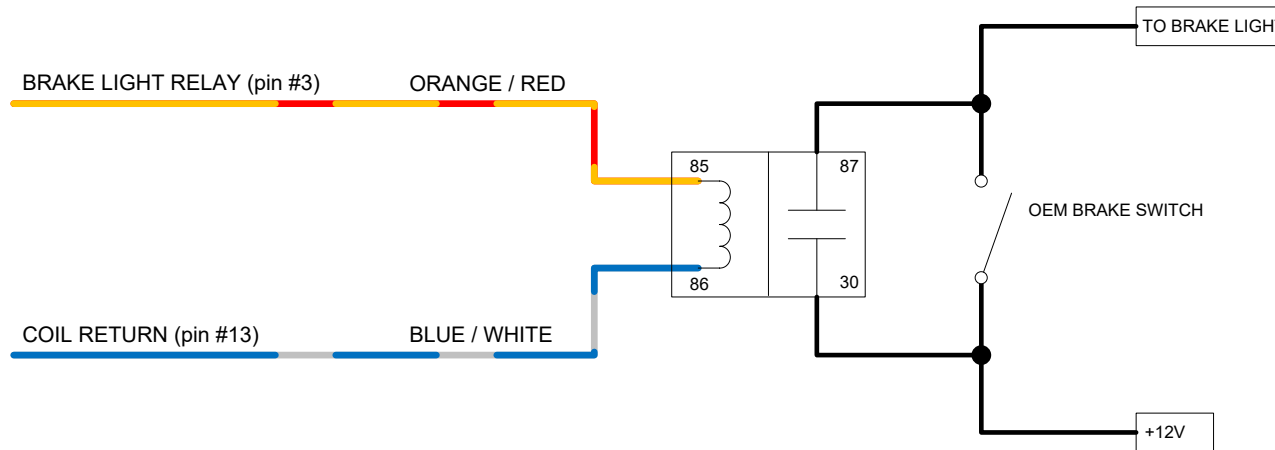 TO BRAKE LIGHT
BRAKE LIGHT RELAY (pin #3)
ORANGE / RED
85
87
OEM BRAKE SWITCH
86
30
COIL RETURN (pin #13)
BLUE / WHITE
+12V